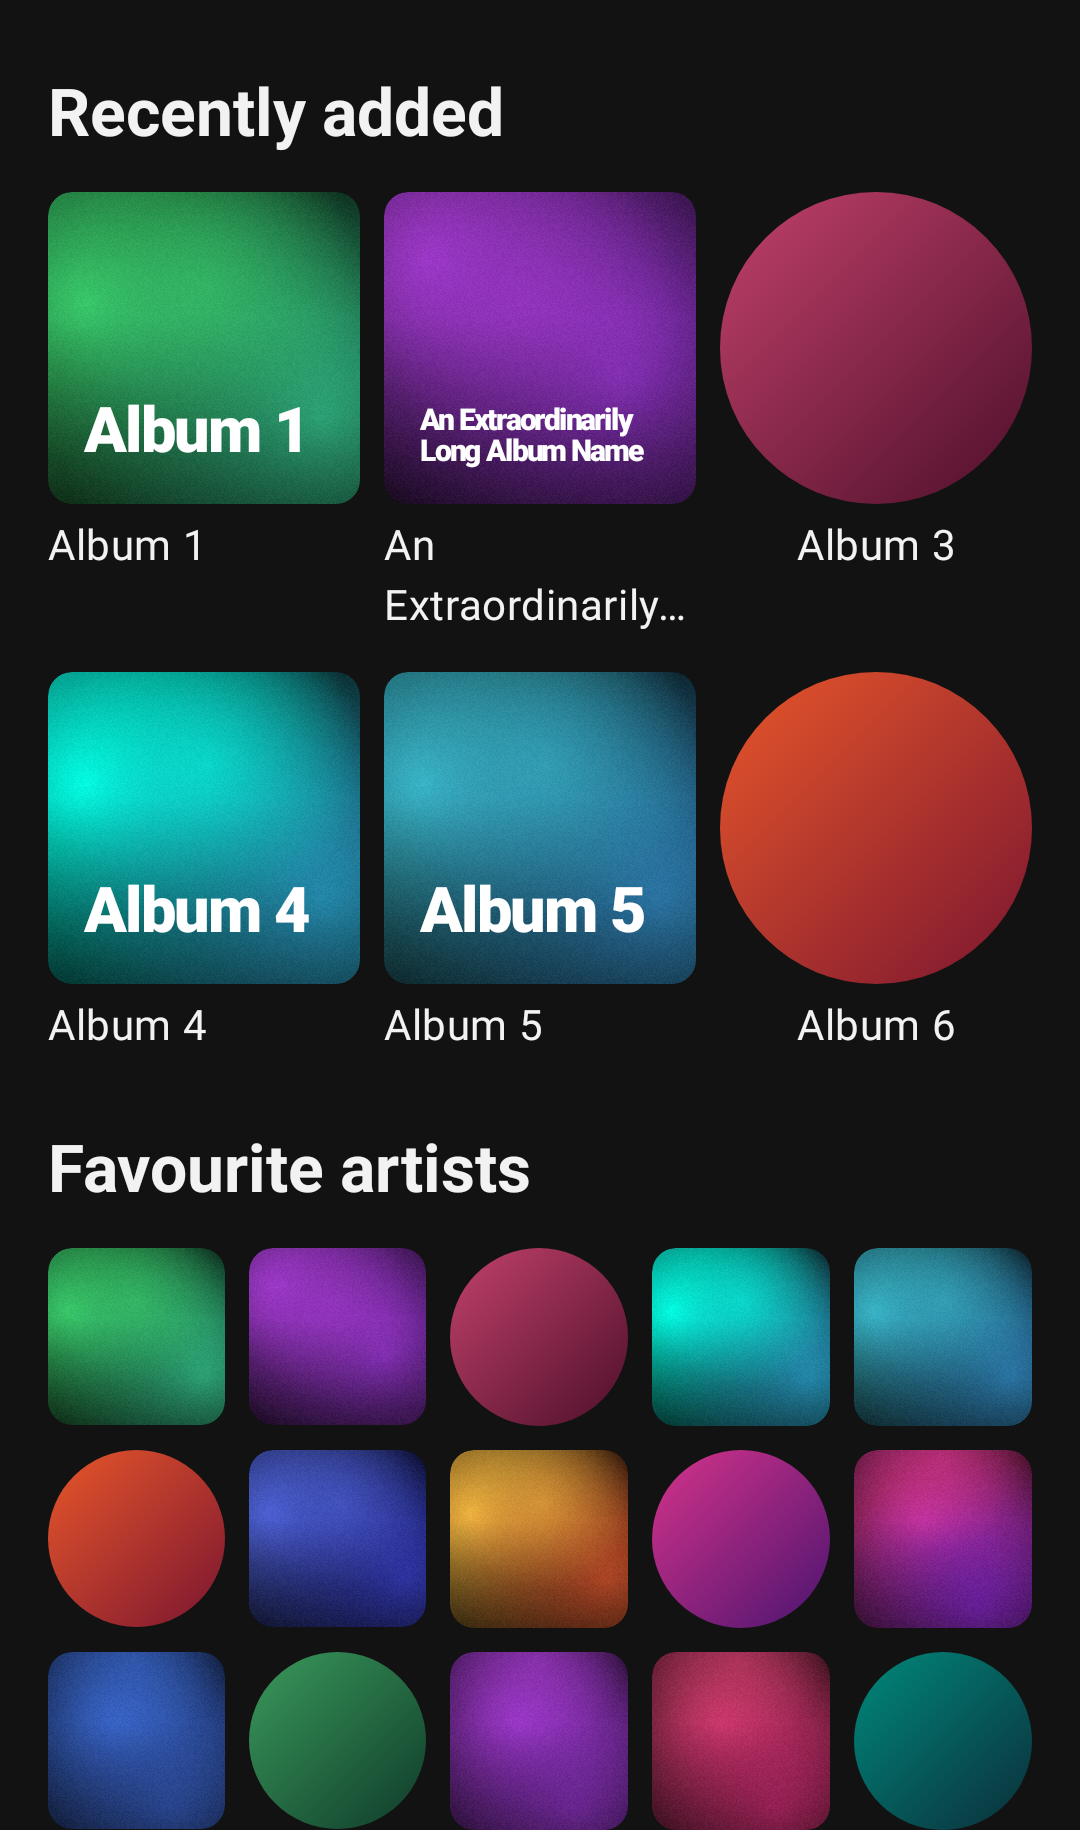 Recently added
Album 1
An Extraordinarily
Long Album Name
Album 1
An
Extraordinarily…
Album 3
Album 4
Album 5
Album 4
Album 5
Album 6
Favourite artists